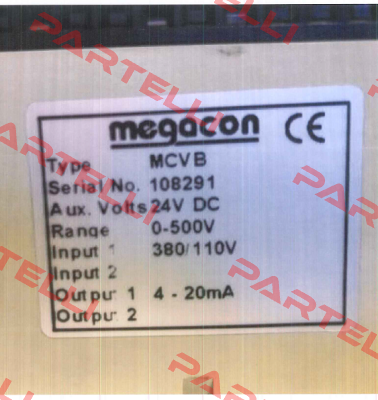 megacon CE
Type MCVB
Serial No. 108291
Aux. Volts 24V DC
Range 0-500V
Input 1 380/110V
Input 2
Output 1 4 - 20mA
Output 2
PARTELLI
PARTELLI
PARTELLI
PARTELLI